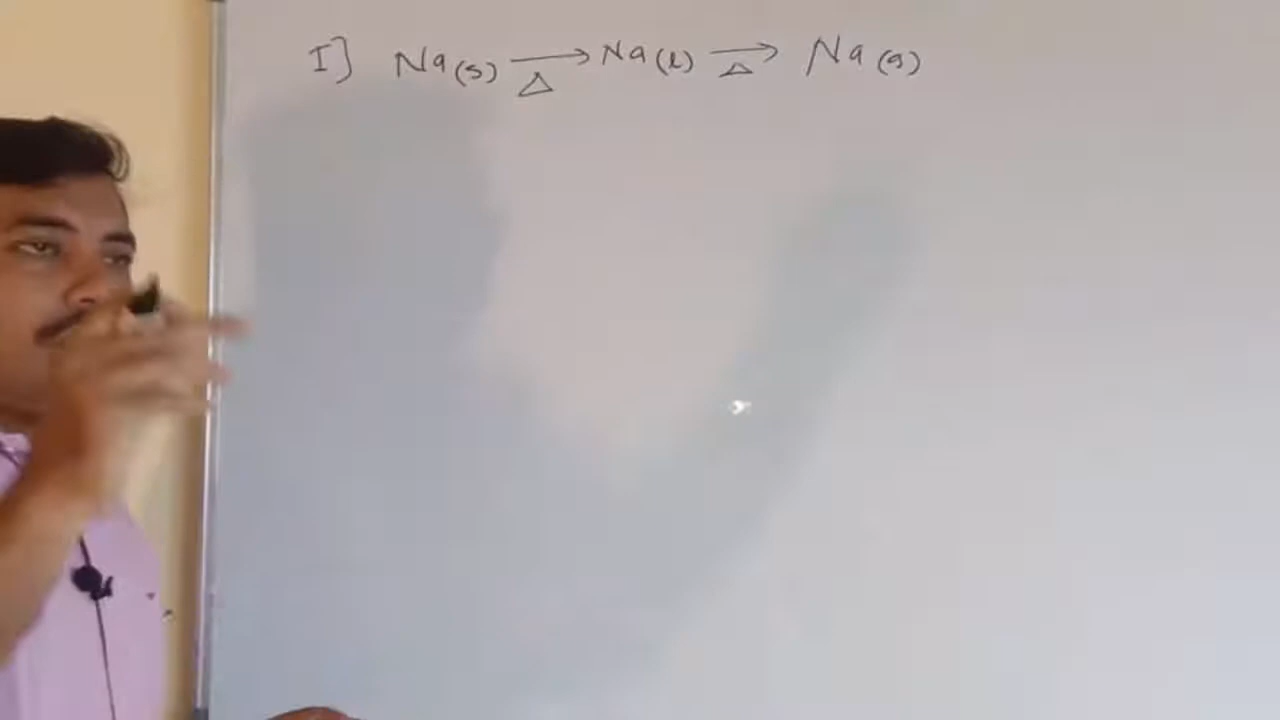 I] Na(s) ⟶ Δ Na(l) ⟶ Δ Na(g)